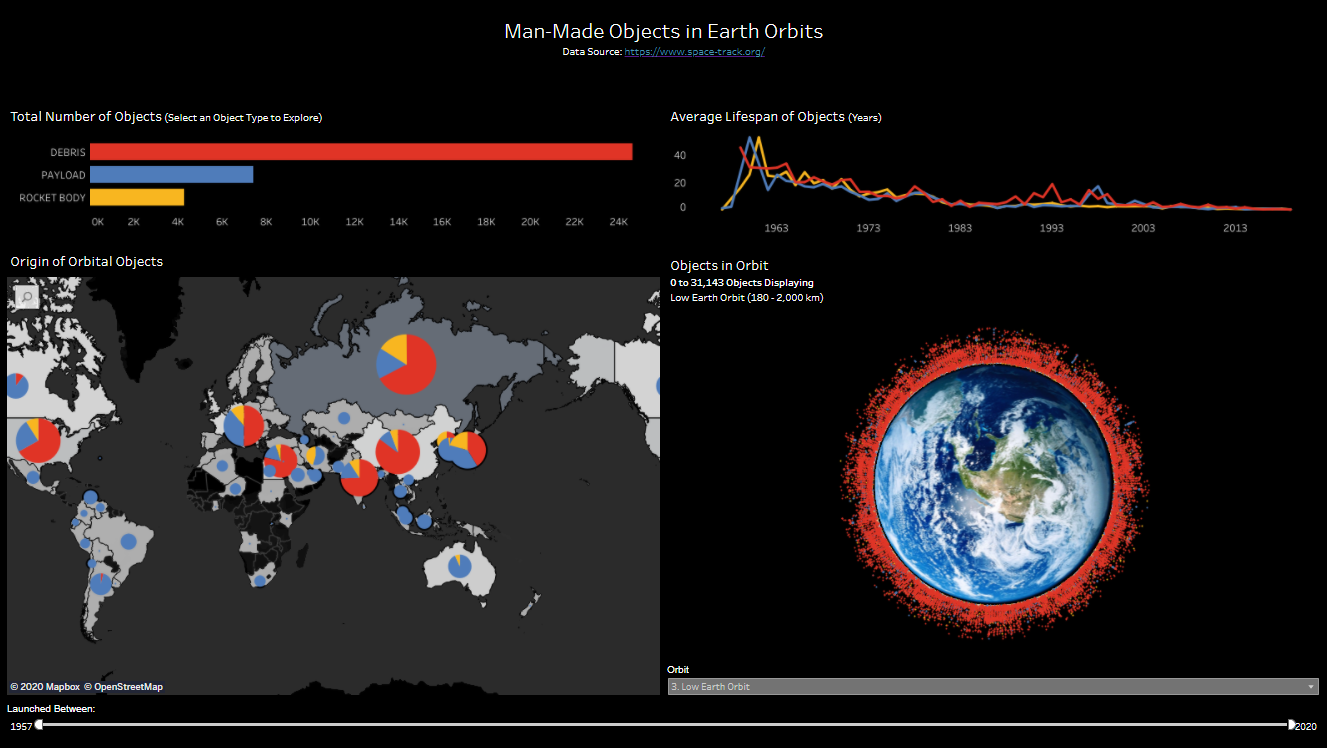 Man-Made Objects in Earth Orbits
Data Source: https://www.space-track.org/
Total Number of Objects (Select an Object Type to Explore)
DEBRIS
PAYLOAD
ROCKET BODY
0K 2K 4K 6K 8K 10K 12K 14K 16K 18K 20K 22K 24K
Average Lifespan of Objects (Years)
40
20
0
1963 1973 1983 1993 2003 2013
Origin of Orbital Objects
© 2020 Mapbox © OpenStreetMap
Objects in Orbit
0 to 31,143 Objects Displaying
Low Earth Orbit (180 - 2,000 km)
Orbit
3. Low Earth Orbit
Launched Between:
1957 2020